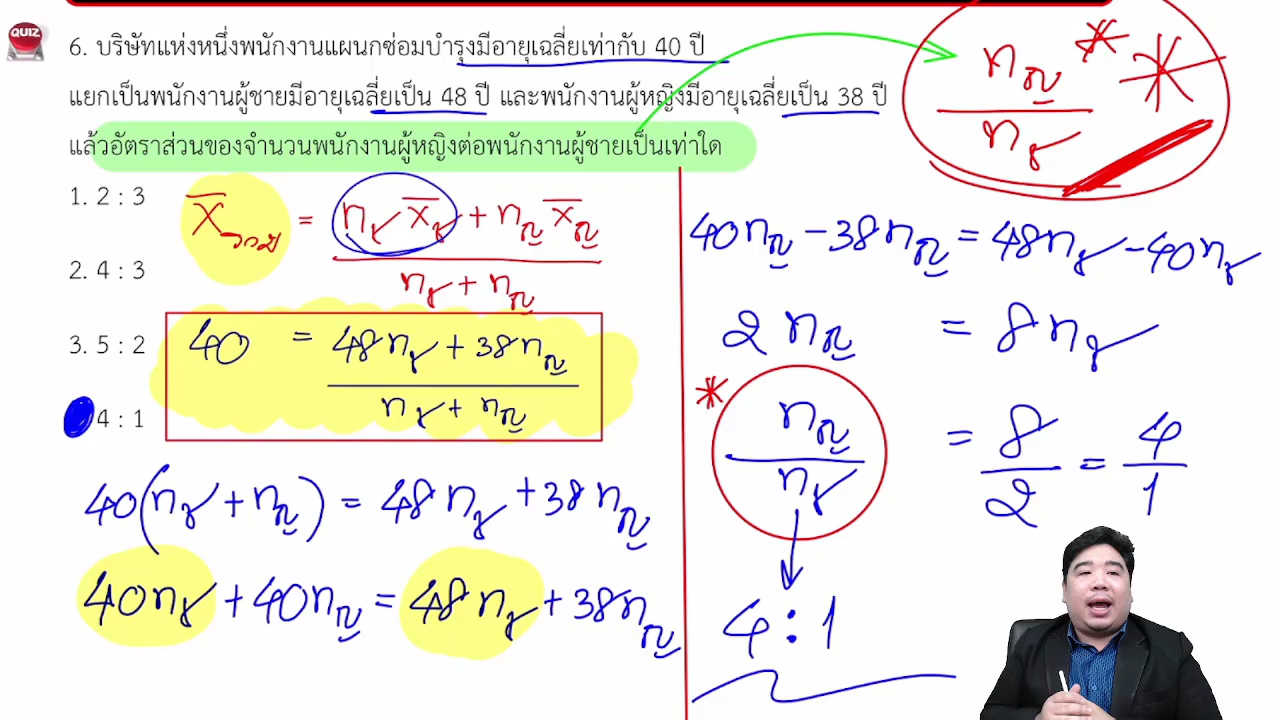 QUIZ
6. บริษัทแห่งหนึ่งพนักงานแผนกซ่อมบำรุงมีอายุเฉลี่ยเท่ากับ 40 ปี
แยกเป็นพนักงานผู้ชายมีอายุเฉลี่ยเป็น 48 ปี และพนักงานผู้หญิงมีอายุเฉลี่ยเป็น 38 ปี
แล้วอัตราส่วนของจำนวนพนักงานผู้หญิงต่อพนักงานผู้ชายเป็นเท่าใด
nญ / nช
1. 2 : 3
2. 4 : 3
3. 5 : 2
4 : 1
x̄รวม = (nช x̄ช + nญ x̄ญ) / (nช + nญ)
40 = (48nช + 38nญ) / (nช + nญ)
40(nช + nญ) = 48nช + 38nญ
40nช + 40nญ = 48nช + 38nญ
40nญ - 38nญ = 48nช - 40nช
2nญ = 8nช
nญ / nช = 8 / 2 = 4 / 1
4 : 1